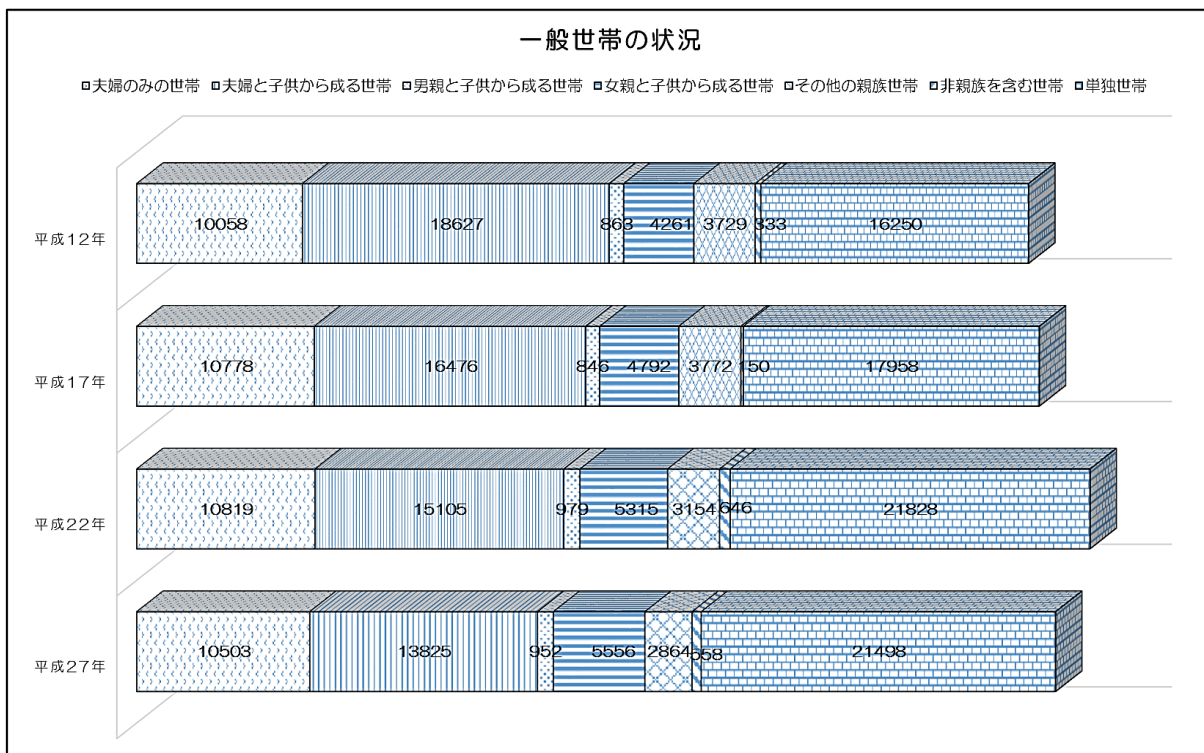 一般世帯の状況
夫婦のみの世帯 夫婦と子供から成る世帯 男親と子供から成る世帯 女親と子供から成る世帯 その他の親族世帯 非親族を含む世帯 単独世帯
平成12年 10058 18627 863 4261 3729 333 16250
平成17年 10778 16476 846 4792 3772 150 17958
平成22年 10819 15105 979 5315 3154 646 21828
平成27年 10503 13825 952 5556 2864 558 21498